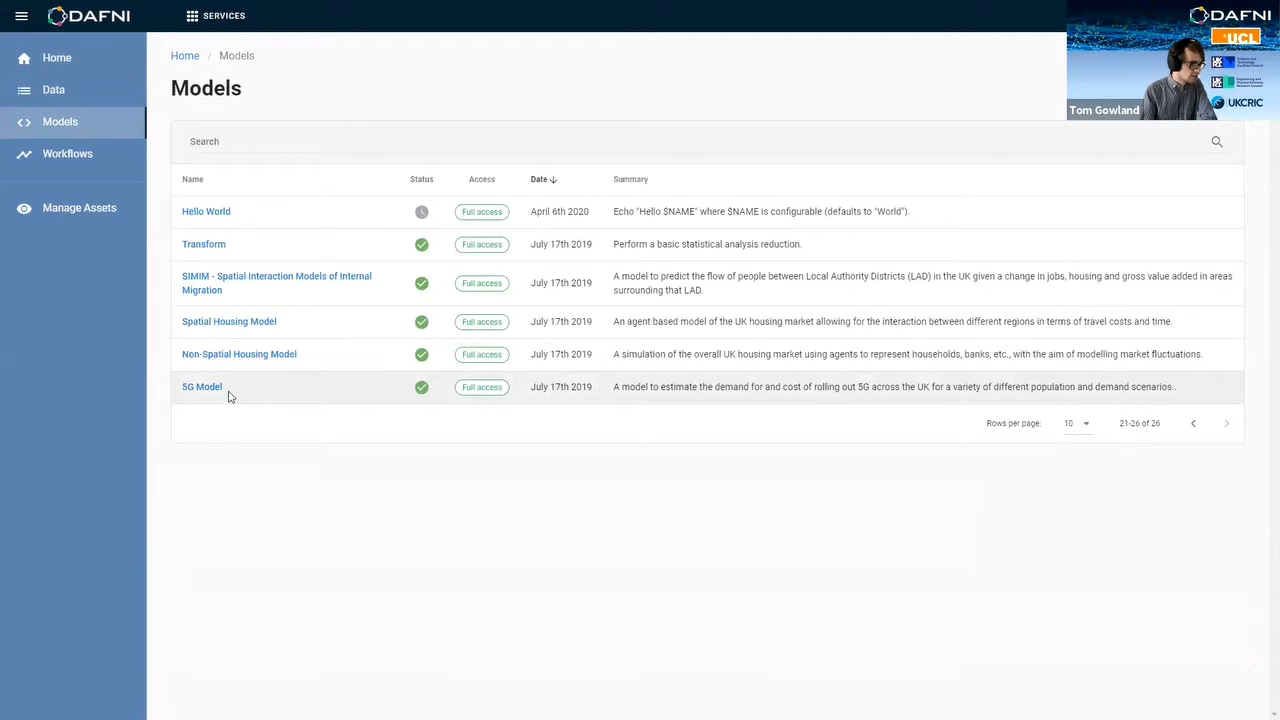 DAFNI
SERVICES
DAFNI
UCL
Home
Data
Models
Workflows
Manage Assets
Home / Models
Models
UKCRIC
Tom Gowland
Search
Name Status Access Date Summary
Hello World Full access April 6th 2020 Echo "Hello $NAME" where $NAME is configurable (defaults to "World").
Transform Full access July 17th 2019 Perform a basic statistical analysis reduction.
SIMIM - Spatial Interaction Models of Internal
Migration
Full access July 17th 2019
A model to predict the flow of people between Local Authority Districts (LAD) in the UK given a change in jobs, housing and gross value added in areas
surrounding that LAD.
Spatial Housing Model Full access July 17th 2019 An agent based model of the UK housing market allowing for the interaction between different regions in terms of travel costs and time.
Non-Spatial Housing Model Full access July 17th 2019 A simulation of the overall UK housing market using agents to represent households, banks, etc., with the aim of modelling market fluctuations.
5G Model Full access July 17th 2019 A model to estimate the demand for and cost of rolling out 5G across the UK for a variety of different population and demand scenarios..
Rows per page: 10 21-26 of 26